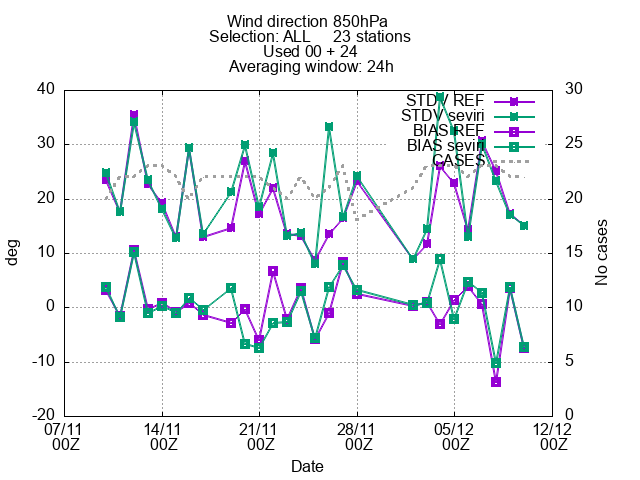 Wind direction 850hPa
Selection: ALL 23 stations
Used 00 + 24
Averaging window: 24h
STDV REF
STDV seviri
BIAS REF
BIAS seviri
CASES
40
30
20
10
0
-10
-20
deg
30
25
20
15
10
5
0
No cases
07/11 14/11 21/11 28/11 05/12 12/12
00Z 00Z 00Z 00Z 00Z 00Z
Date